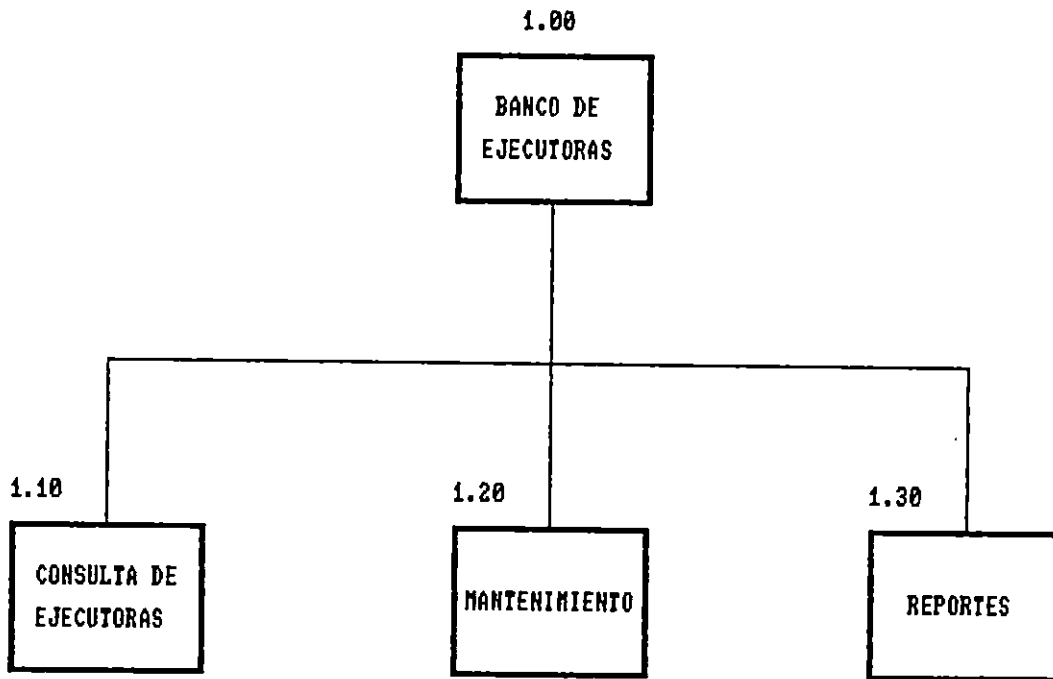 1.00
BANCO DE
EJECUTORAS
1.10
CONSULTA DE
EJECUTORAS
1.20
MANTENIMIENTO
1.30
REPORTES